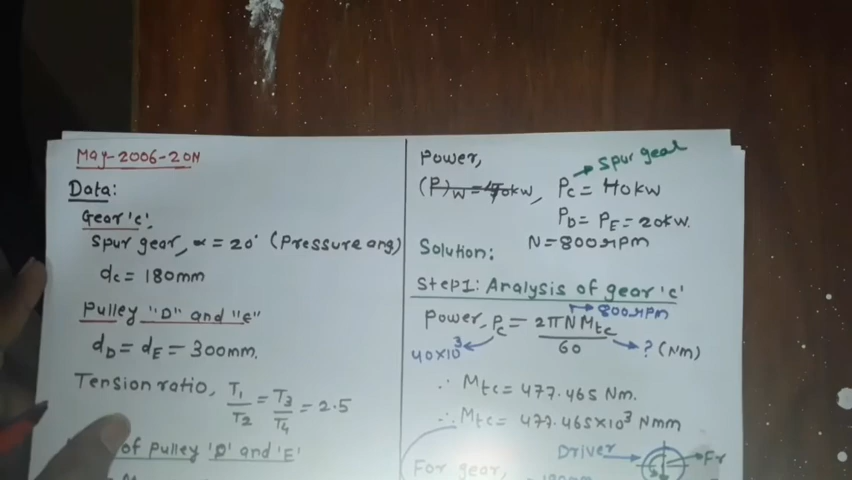 May-2006-20M
Data:
Gear 'c'.
Spur gear, α = 20° (Pressure ang)
dc = 180mm
Pulley "D" and "E"
dD = dE = 300mm.
Tension ratio, T1/T2 = T3/T4 = 2.5
of Pulley 'D' and 'E'
Power,
Spur gear
Pc = 40kW
PD = PE = 20kW.
N = 800rpm
Solution:
Step1: Analysis of gear 'c'
800rpm
Power, Pc = 2πN Mtc / 60
40×10³
? (Nm)
∴ Mtc = 477.465 Nm.
∴ Mtc = 477.465×10³ Nmm
Driver
Fr
For gear,